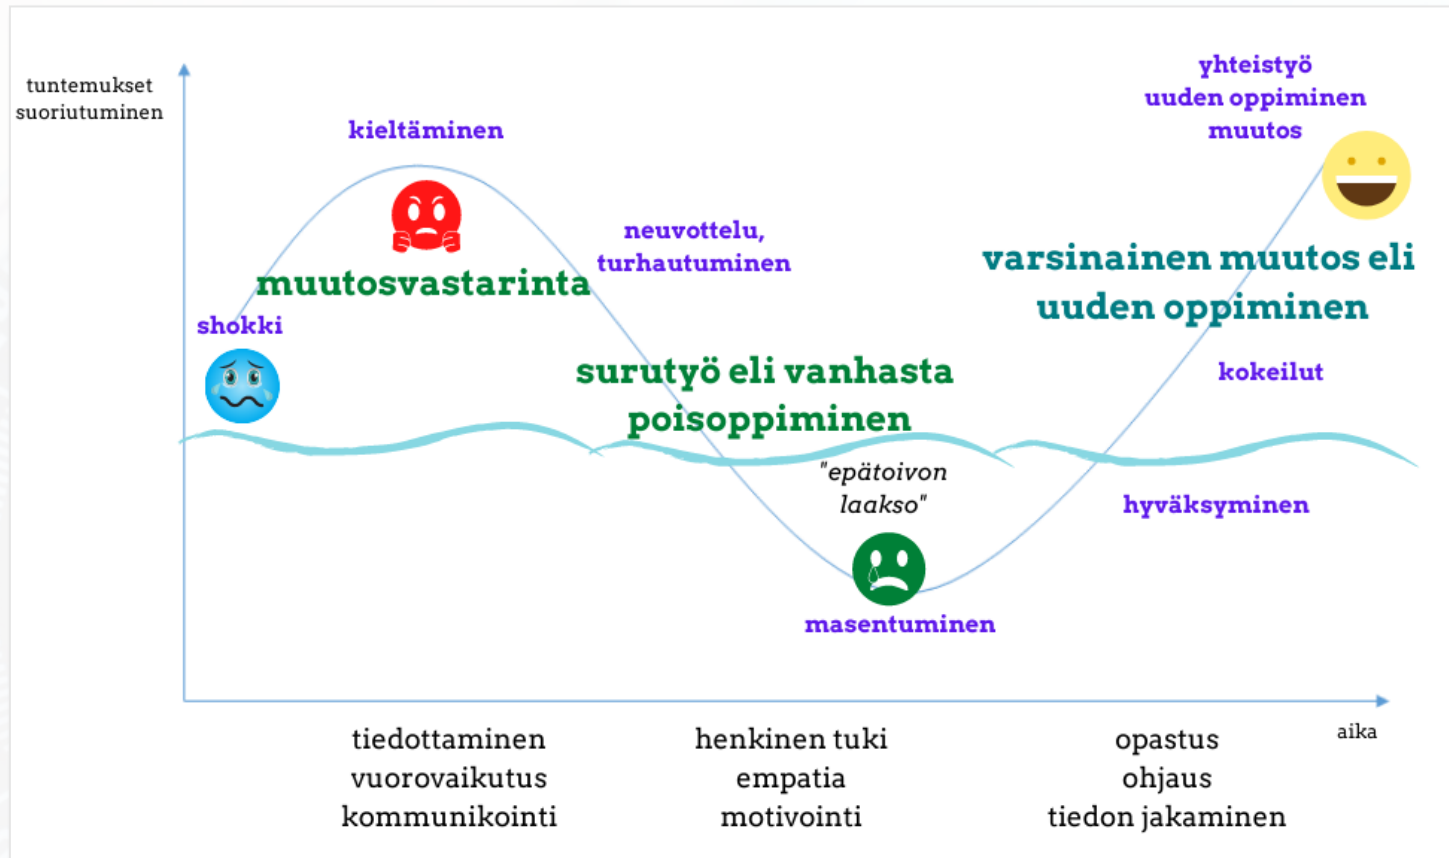 tuntemukset
suoriutuminen
kieltäminen
neuvottelu,
turhautuminen
muutosvastarinta
shokki
surutyö eli vanhasta
poisoppiminen
"epätoivon
laakso"
masentuminen
yhteistyö
uuden oppiminen
muutos
varsinainen muutos eli
uuden oppiminen
kokeilut
hyväksyminen
aika
tiedottaminen
vuorovaikutus
kommunikointi
henkinen tuki
empatia
motivointi
opastus
ohjaus
tiedon jakaminen